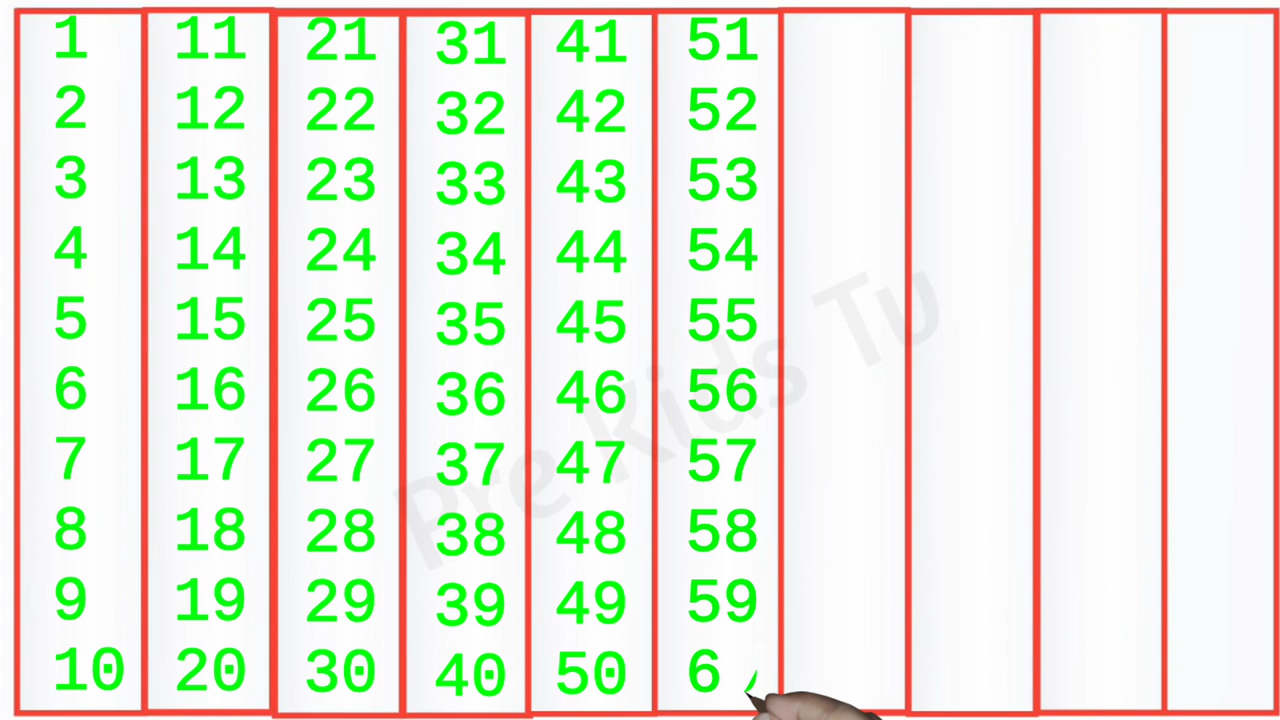 1 11 21 31 41 51
2 12 22 32 42 52
3 13 23 33 43 53
4 14 24 34 44 54
5 15 25 35 45 55
6 16 26 36 46 56
7 17 27 37 47 57
8 18 28 38 48 58
9 19 29 39 49 59
10 20 30 40 50 6
Pre Kids Tv